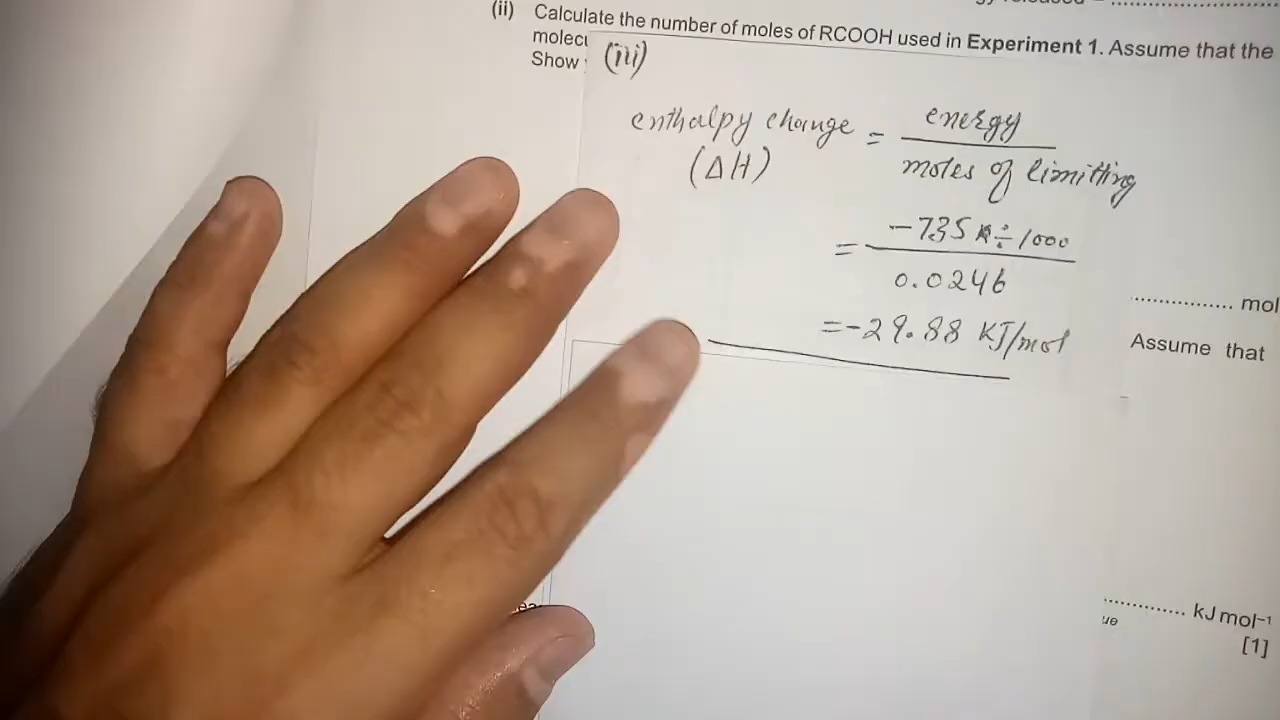 (ii) Calculate the number of moles of RCOOH used in Experiment 1. Assume that the
Show
(iii)
enthalpy change = energy
(ΔH) moles of limitting
= -735 ÷ 1000
0.0246
= -29.88 KJ/mol
................ mol
Assume that
............. kJ mol⁻¹
ue
[1]